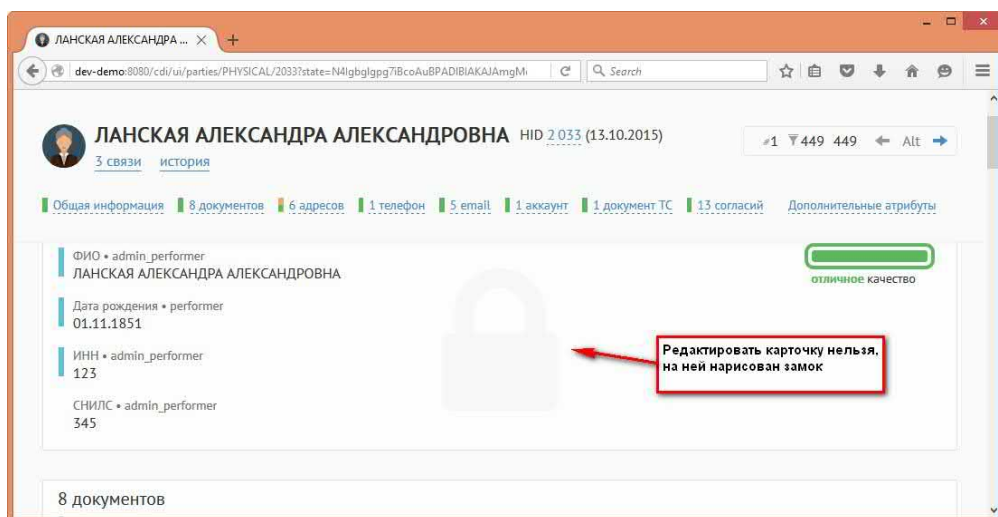 ЛАНСКАЯ АЛЕКСАНДРА ...
dev-demo:8080/cdi/ui/parties/PHYSICAL/2033?state=
Search
ЛАНСКАЯ АЛЕКСАНДРА АЛЕКСАНДРОВНА HID 2 033 (13.10.2015)
1 449 449 Alt
3 связи история
Общая информация 8 документов 6 адресов 1 телефон 5 email 1 аккаунт 1 документ ТС 13 согласий Дополнительные атрибуты
ФИО • admin_performer
ЛАНСКАЯ АЛЕКСАНДРА АЛЕКСАНДРОВНА
отличное качество
Дата рождения • performer
01.11.1851
Редактировать карточку нельзя,
на ней нарисован замок
ИНН • admin_performer
123
СНИЛС • admin_performer
345
8 документов